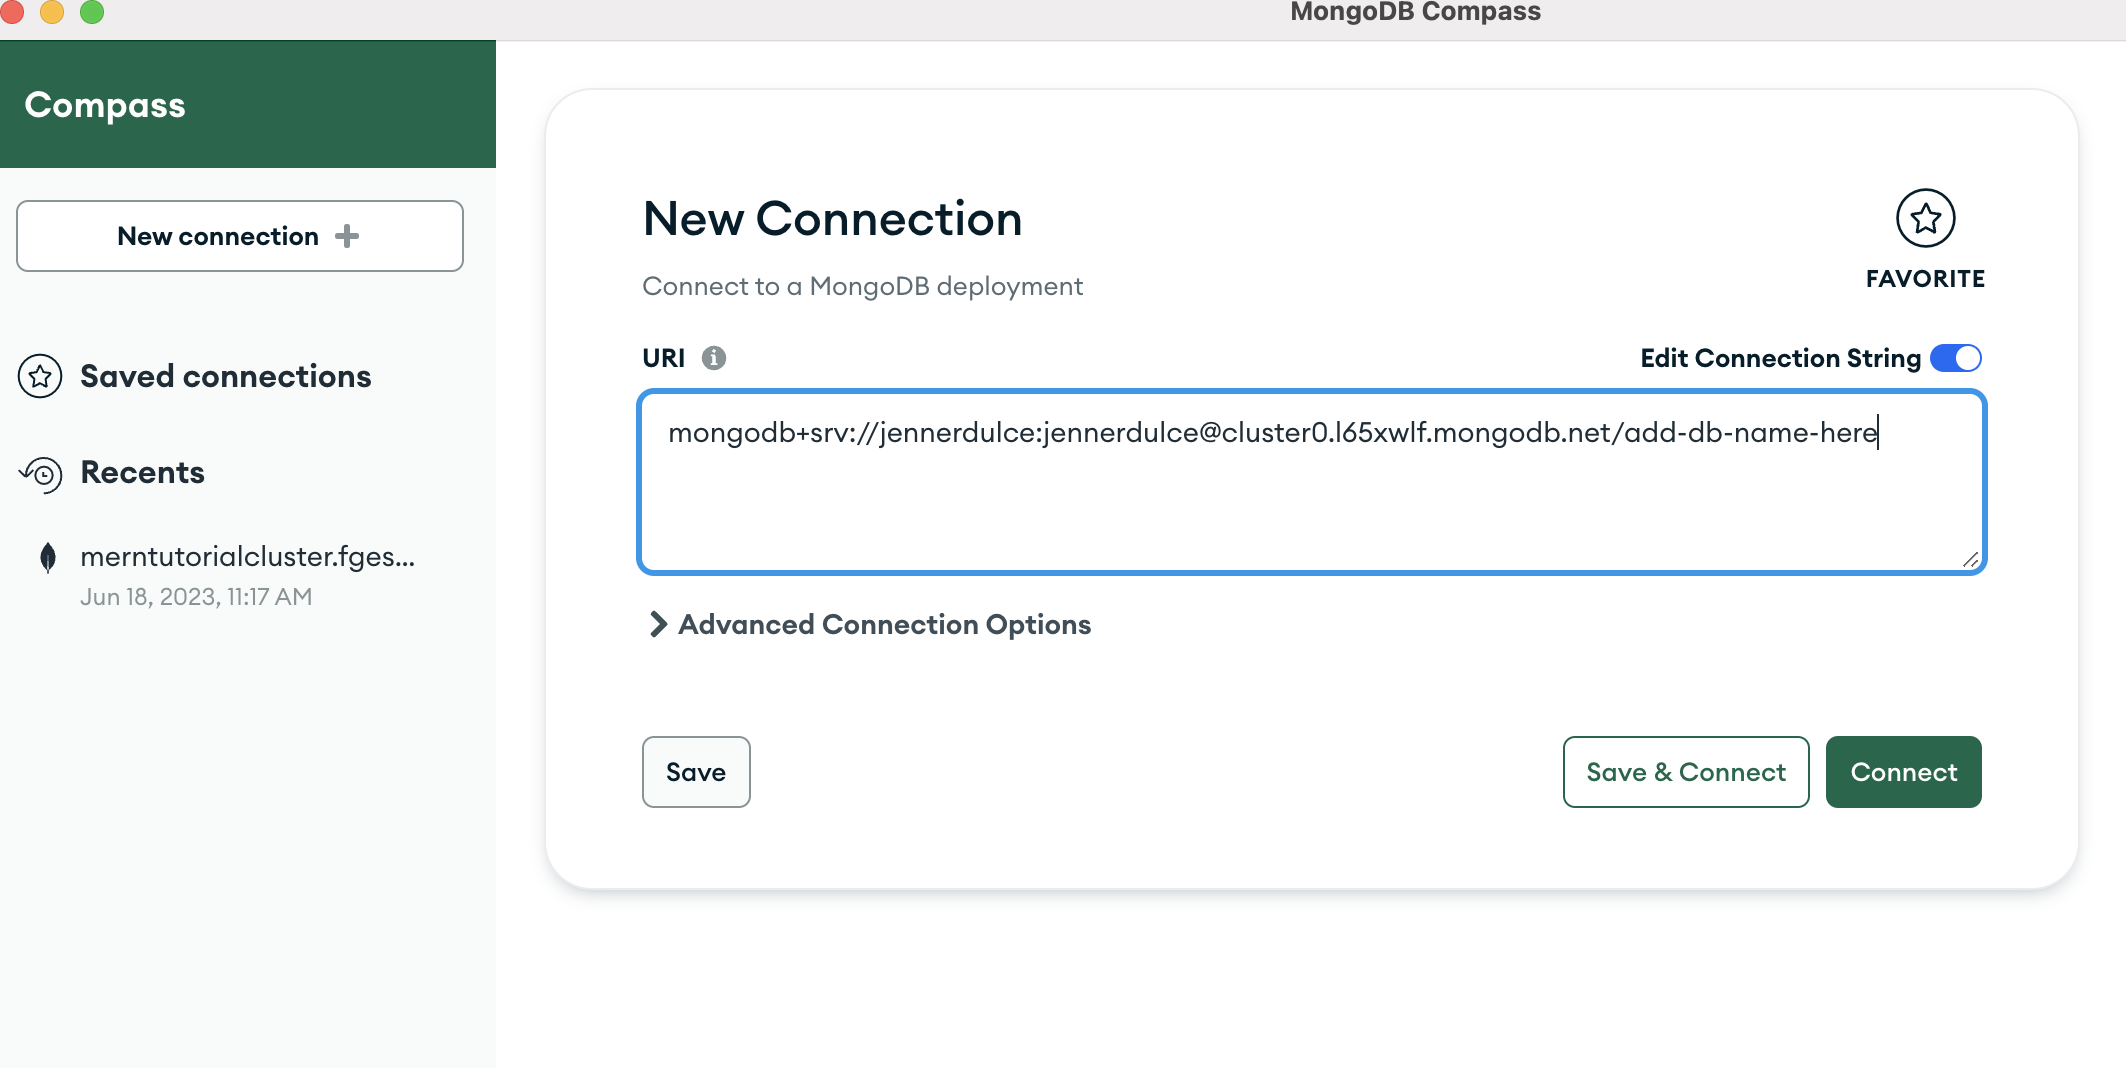 MongoDB Compass
Compass
New connection
Saved connections
Recents
merntutorialcluster.fges...
Jun 18, 2023, 11:17 AM
New Connection
FAVORITE
Connect to a MongoDB deployment
URI
Edit Connection String
mongodb+srv://jennerdulce:jennerdulce@cluster0.l65xwlf.mongodb.net/add-db-name-here
Advanced Connection Options
Save
Save & Connect
Connect